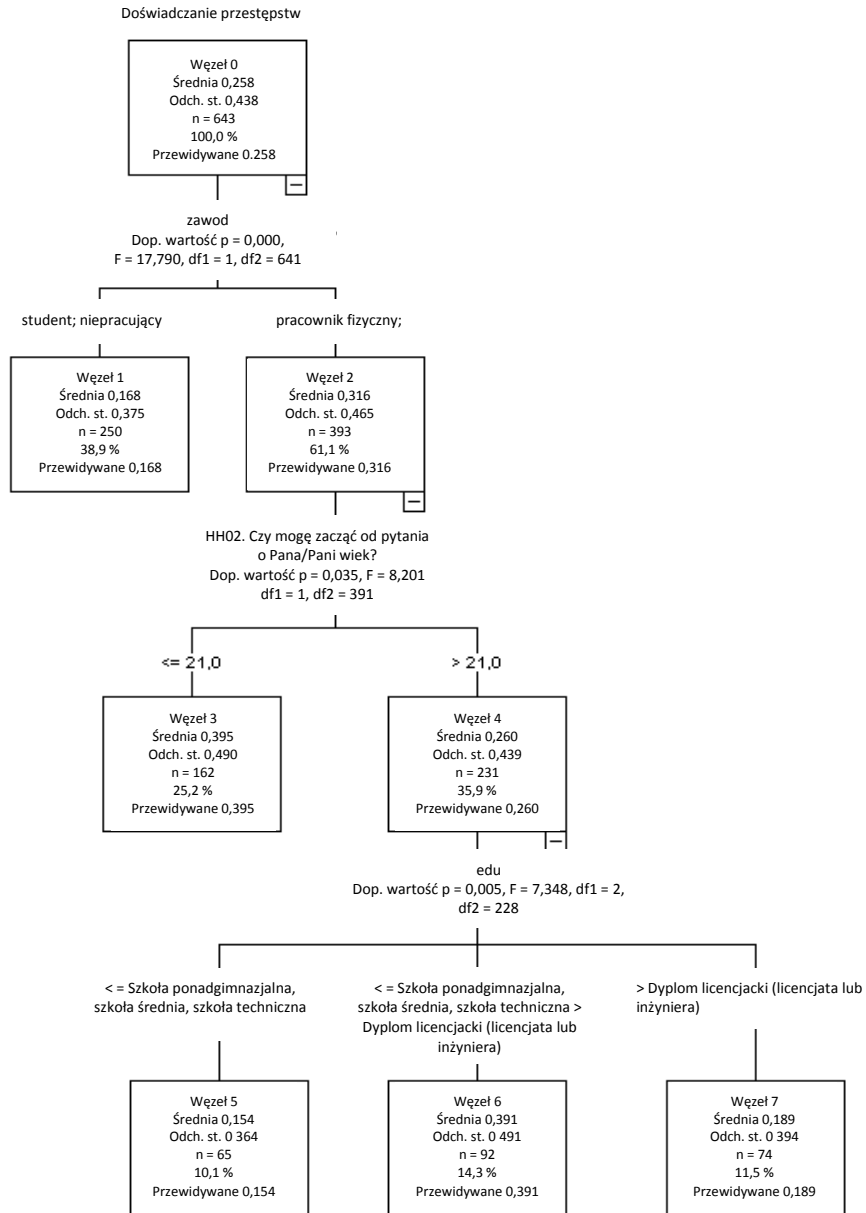 Doświadczanie przestępstw
Węzeł 0
Średnia 0,258
Odch. st. 0,438
n = 643
100,0 %
Przewidywane 0.258
zawod
Dop. wartość p = 0,000,
F = 17,790, df1 = 1, df2 = 641
student; niepracujący
pracownik fizyczny;
Węzeł 1
Średnia 0,168
Odch. st. 0,375
n = 250
38,9 %
Przewidywane 0,168
Węzeł 2
Średnia 0,316
Odch. st. 0,465
n = 393
61,1 %
Przewidywane 0,316
HH02. Czy mogę zacząć od pytania
o Pana/Pani wiek?
Dop. wartość p = 0,035, F = 8,201
df1 = 1, df2 = 391
<= 21,0
> 21,0
Węzeł 3
Średnia 0,395
Odch. st. 0,490
n = 162
25,2 %
Przewidywane 0,395
Węzeł 4
Średnia 0,260
Odch. st. 0,439
n = 231
35,9 %
Przewidywane 0,260
edu
Dop. wartość p = 0,005, F = 7,348, df1 = 2,
df2 = 228
< = Szkoła ponadgimnazjalna,
szkoła średnia, szkoła techniczna
< = Szkoła ponadgimnazjalna,
szkoła średnia, szkoła techniczna >
Dyplom licencjacki (licencjata lub
inżyniera)
> Dyplom licencjacki (licencjata lub
inżyniera)
Węzeł 5
Średnia 0,154
Odch. st. 0 364
n = 65
10,1 %
Przewidywane 0,154
Węzeł 6
Średnia 0,391
Odch. st. 0 491
n = 92
14,3 %
Przewidywane 0,391
Węzeł 7
Średnia 0,189
Odch. st. 0 394
n = 74
11,5 %
Przewidywane 0,189